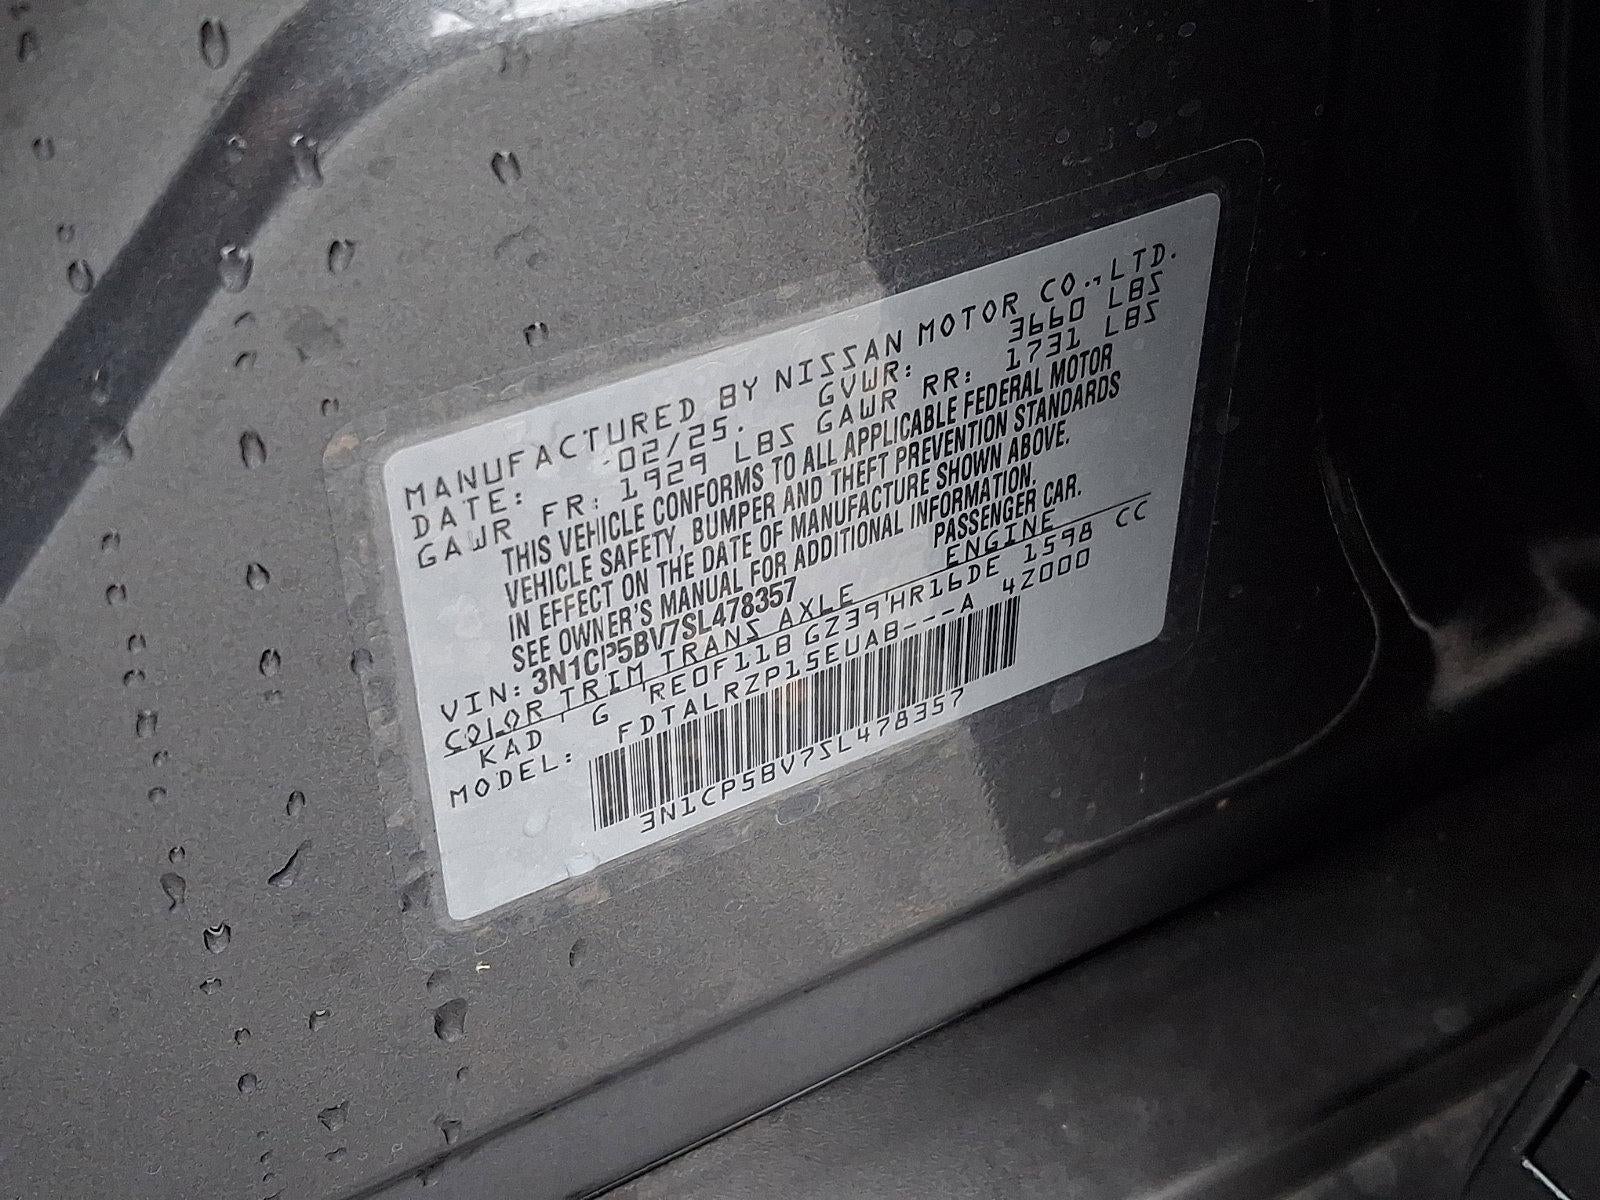 MANUFACTURED BY NISSAN MOTOR CO.,LTD.
DATE: 02/25. GVWR: 3660 LBS
GAWR FR: 1929 LBS GAWR RR: 1731 LBS
THIS VEHICLE CONFORMS TO ALL APPLICABLE FEDERAL MOTOR
VEHICLE SAFETY, BUMPER AND THEFT PREVENTION STANDARDS
IN EFFECT ON THE DATE OF MANUFACTURE SHOWN ABOVE.
SEE OWNER'S MANUAL FOR ADDITIONAL INFORMATION.
VIN: 3N1CP5BV7SL478357 PASSENGER CAR.
COLOR TRIM TRANS AXLE ENGINE
KAD G RE0F11B GZ39 HR16DE 1598 CC
MODEL: FDTALRZP15EUAB---A 4Z000
3N1CP5BV7SL478357